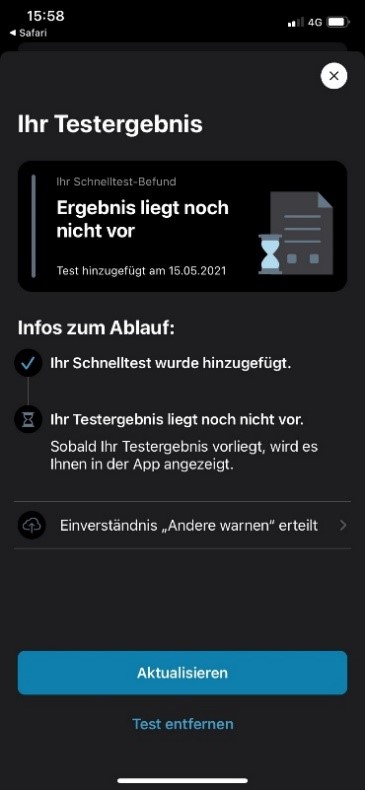 15:58
4G
◀ Safari
Ihr Testergebnis
Ihr Schnelltest-Befund
Ergebnis liegt noch
nicht vor
Test hinzugefügt am 15.05.2021
Infos zum Ablauf:
Ihr Schnelltest wurde hinzugefügt.
Ihr Testergebnis liegt noch nicht vor.
Sobald Ihr Testergebnis vorliegt, wird es
Ihnen in der App angezeigt.
Einverständnis „Andere warnen“ erteilt
Aktualisieren
Test entfernen